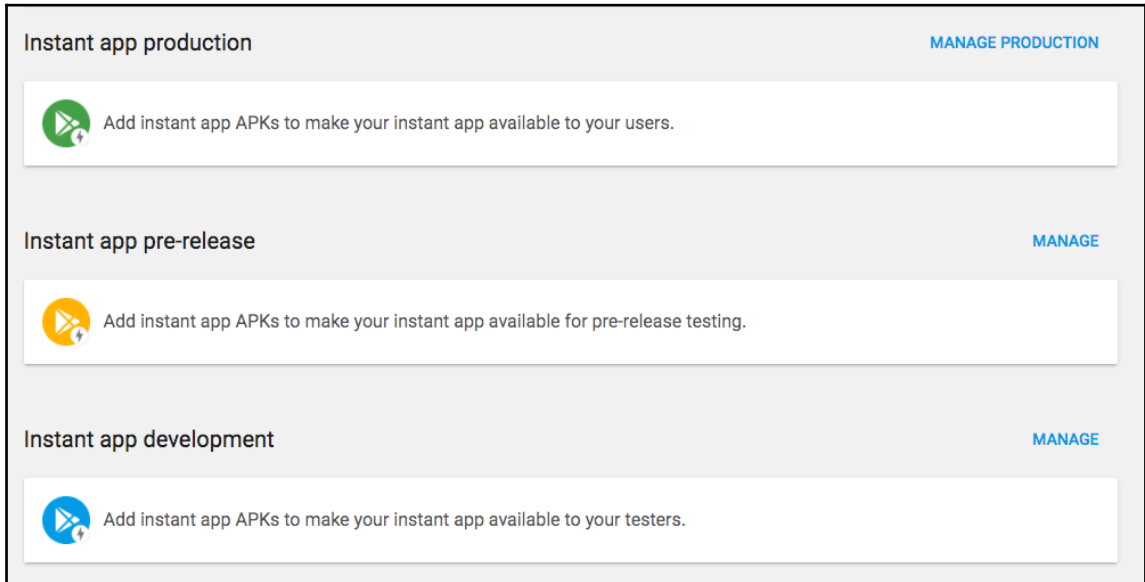 Instant app production
MANAGE PRODUCTION
Add instant app APKs to make your instant app available to your users.
Instant app pre-release
MANAGE
Add instant app APKs to make your instant app available for pre-release testing.
Instant app development
MANAGE
Add instant app APKs to make your instant app available to your testers.